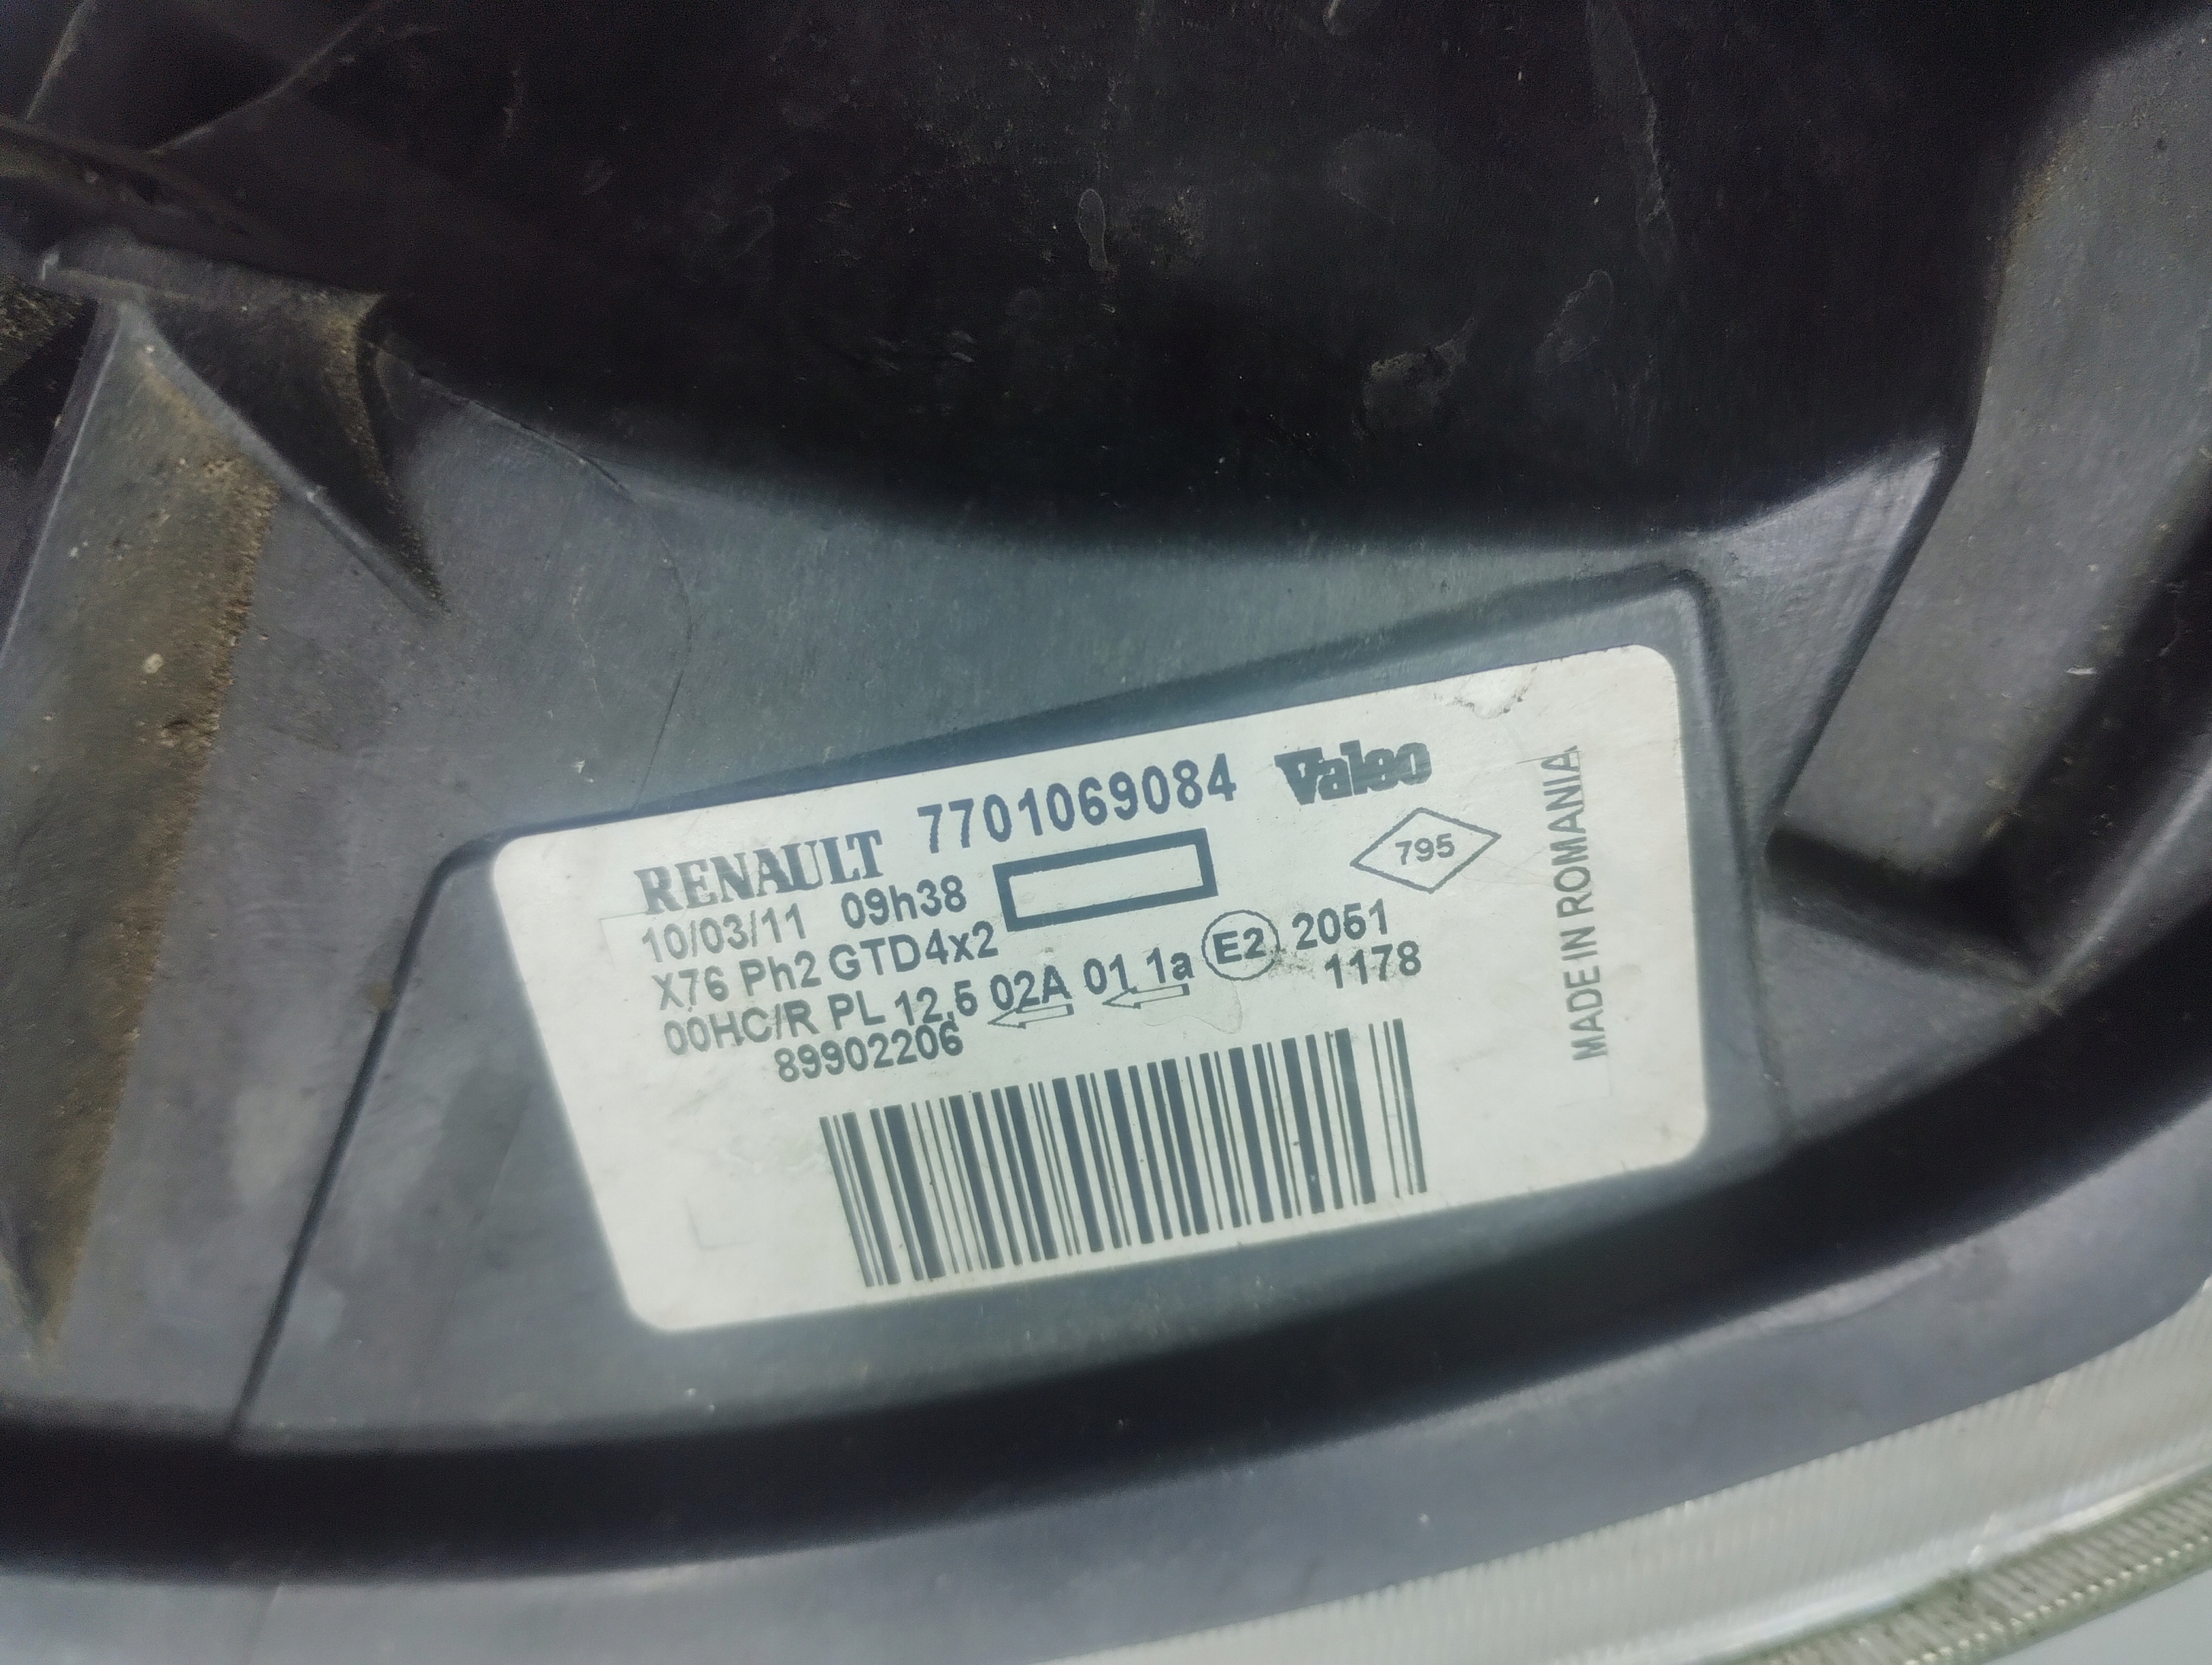 RENAULT 7701069084 Valeo
10/03/11 09h38
795
X76 Ph2 GTD4x2
00HC/R PL 12,5 02A 01 1a E2 2051
1178
89902206
MADE IN ROMANIA